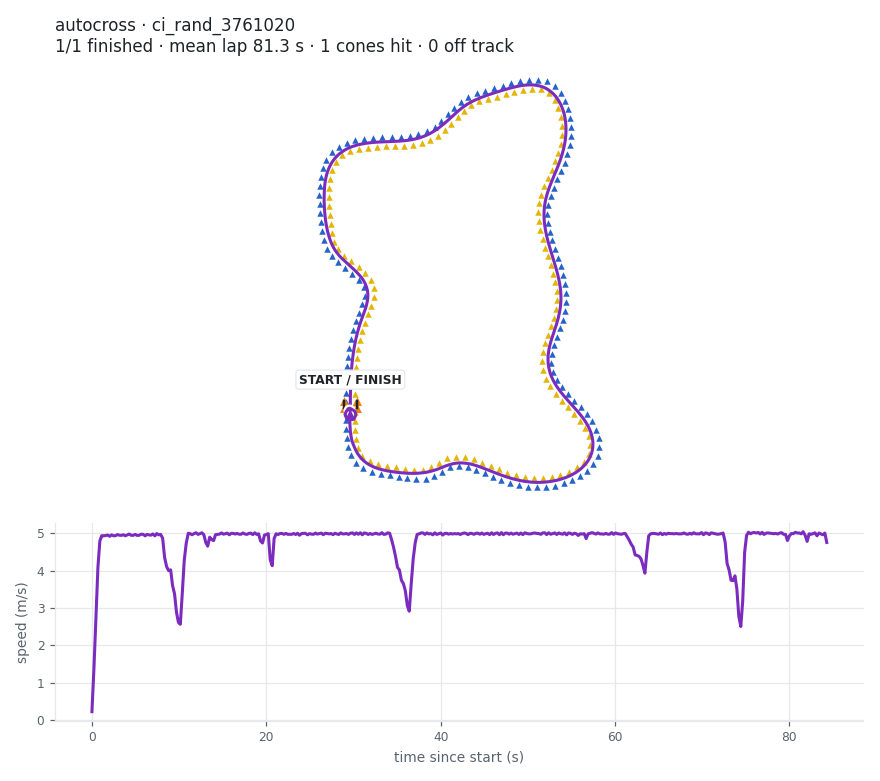 autocross · ci_rand_3761020
1/1 finished · mean lap 81.3 s · 1 cones hit · 0 off track
START / FINISH
5
4
3
2
1
0
speed (m/s)
0 20 40 60 80
time since start (s)